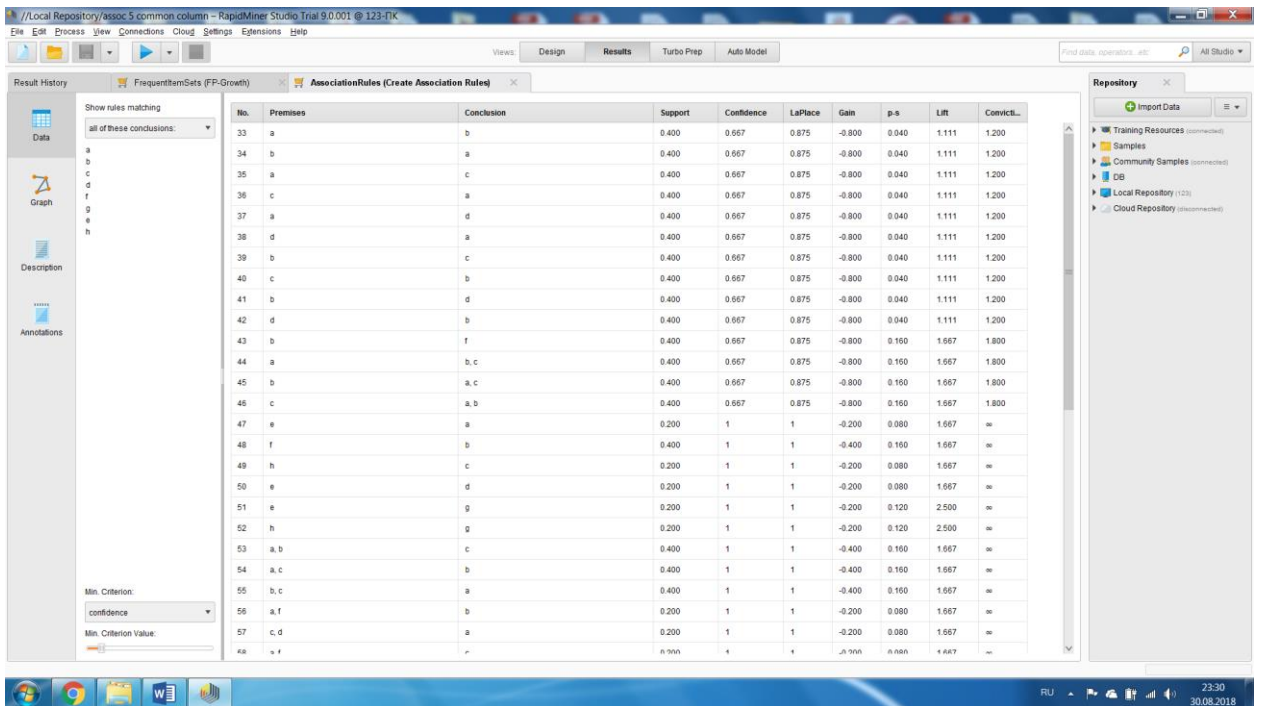 //Local Repository/assoc 5 common column – RapidMiner Studio Trial 9.0.001 @ 123-ПК
File Edit Process View Connections Cloud Settings Extensions Help
Views: Design Results Turbo Prep Auto Model Find data, operators...etc All Studio
Result History FrequentItemSets (FP-Growth) AssociationRules (Create Association Rules) Repository
Data
Graph
Description
Annotations
Show rules matching
all of these conclusions:
a
b
c
d
f
g
e
h
Min. Criterion:
confidence
Min. Criterion Value:
No. Premises Conclusion Support Confidence LaPlace Gain p-s Lift Convicti...
33 a b 0.400 0.667 0.875 -0.800 0.040 1.111 1.200
34 b a 0.400 0.667 0.875 -0.800 0.040 1.111 1.200
35 a c 0.400 0.667 0.875 -0.800 0.040 1.111 1.200
36 c a 0.400 0.667 0.875 -0.800 0.040 1.111 1.200
37 a d 0.400 0.667 0.875 -0.800 0.040 1.111 1.200
38 d a 0.400 0.667 0.875 -0.800 0.040 1.111 1.200
39 b c 0.400 0.667 0.875 -0.800 0.040 1.111 1.200
40 c b 0.400 0.667 0.875 -0.800 0.040 1.111 1.200
41 b d 0.400 0.667 0.875 -0.800 0.040 1.111 1.200
42 d b 0.400 0.667 0.875 -0.800 0.040 1.111 1.200
43 b f 0.400 0.667 0.875 -0.800 0.160 1.667 1.800
44 a b, c 0.400 0.667 0.875 -0.800 0.160 1.667 1.800
45 b a, c 0.400 0.667 0.875 -0.800 0.160 1.667 1.800
46 c a, b 0.400 0.667 0.875 -0.800 0.160 1.667 1.800
47 e a 0.200 1 1 -0.200 0.080 1.667 ∞
48 f b 0.400 1 1 -0.400 0.160 1.667 ∞
49 h c 0.200 1 1 -0.200 0.080 1.667 ∞
50 e d 0.200 1 1 -0.200 0.080 1.667 ∞
51 e g 0.200 1 1 -0.200 0.120 2.500 ∞
52 h g 0.200 1 1 -0.200 0.120 2.500 ∞
53 a, b c 0.400 1 1 -0.400 0.160 1.667 ∞
54 a, c b 0.400 1 1 -0.400 0.160 1.667 ∞
55 b, c a 0.400 1 1 -0.400 0.160 1.667 ∞
56 a, f b 0.200 1 1 -0.200 0.080 1.667 ∞
57 c, d a 0.200 1 1 -0.200 0.080 1.667 ∞
58 a, f c 0.200 1 1 -0.200 0.080 1.667 ∞
Import Data
Training Resources (connected)
Samples
Community Samples (connected)
DB
Local Repository (123)
Cloud Repository (disconnected)
RU 23:30
30.08.2018